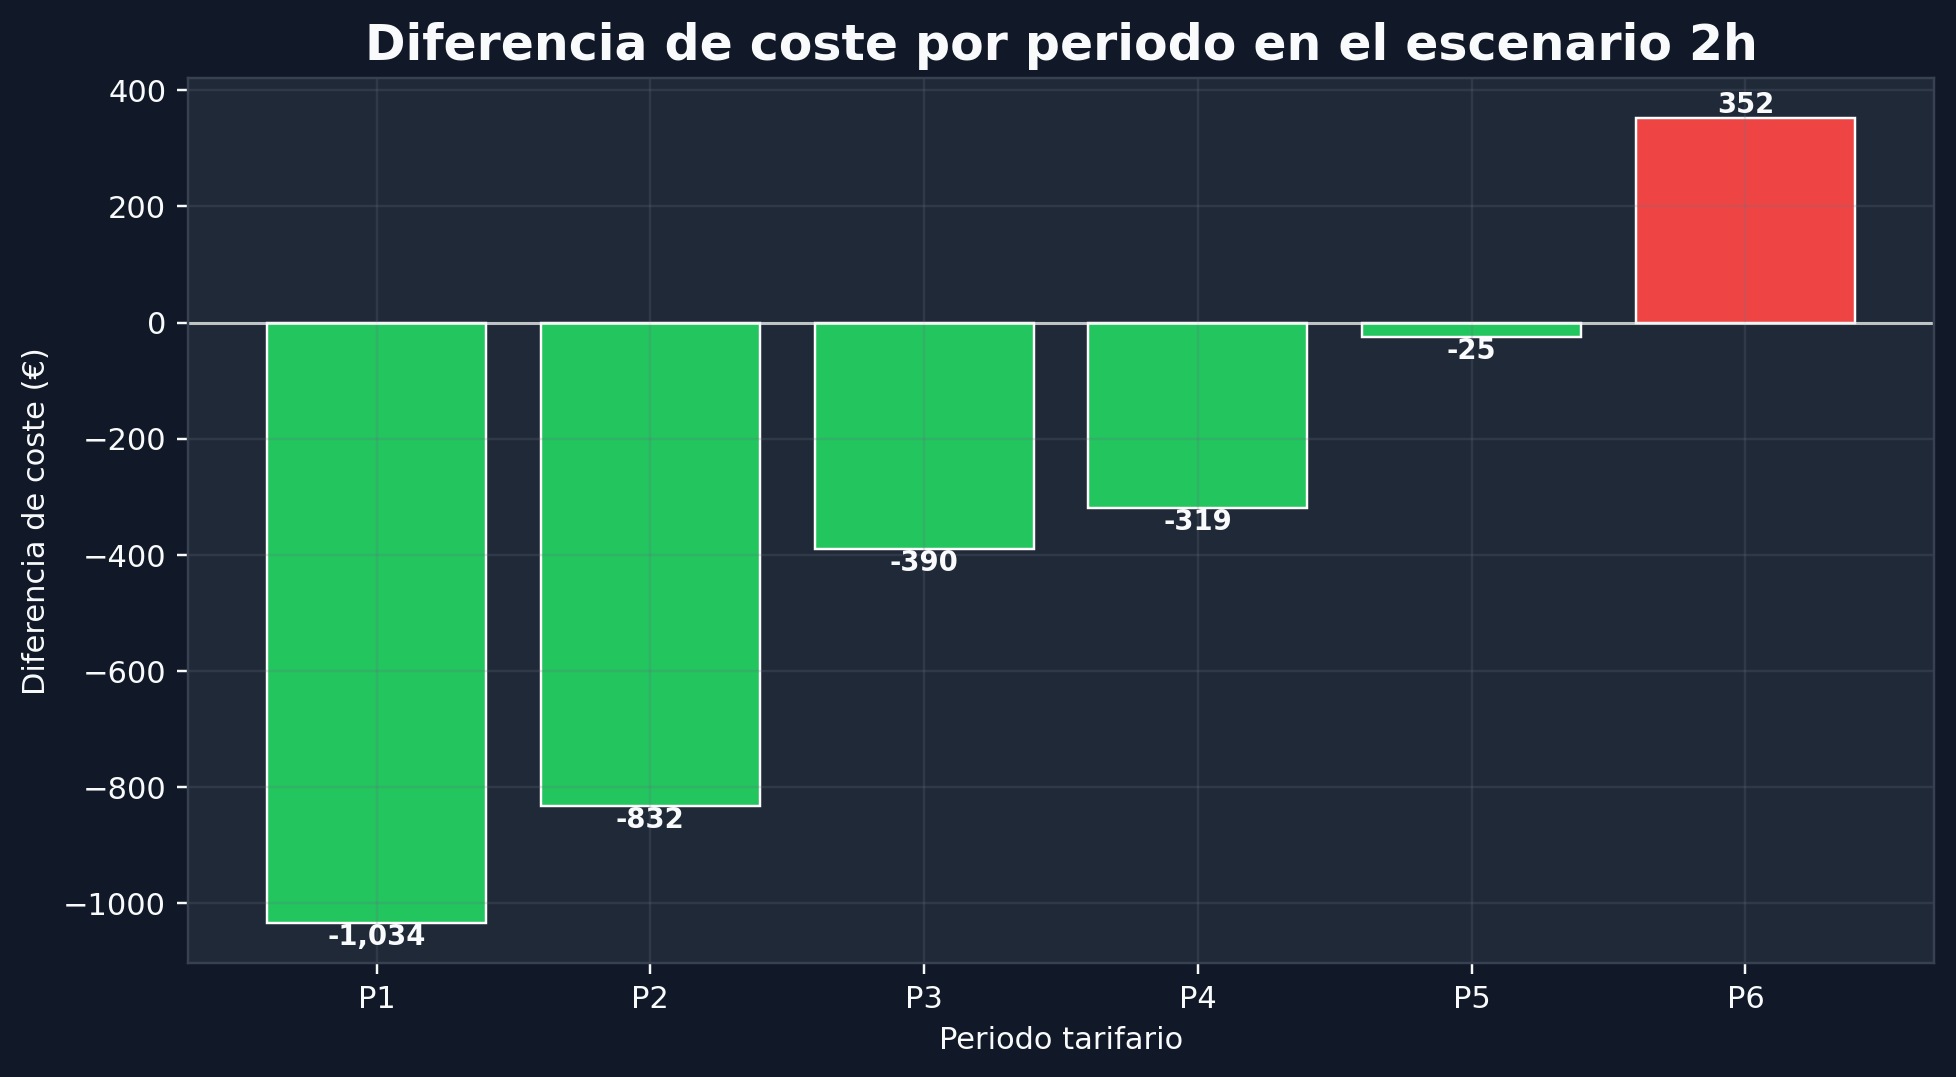 Diferencia de coste por periodo en el escenario 2h
Diferencia de coste (€)
400
200
0
−200
−400
−600
−800
−1000
-1,034
-832
-390
-319
-25
352
P1
P2
P3
P4
P5
P6
Periodo tarifario